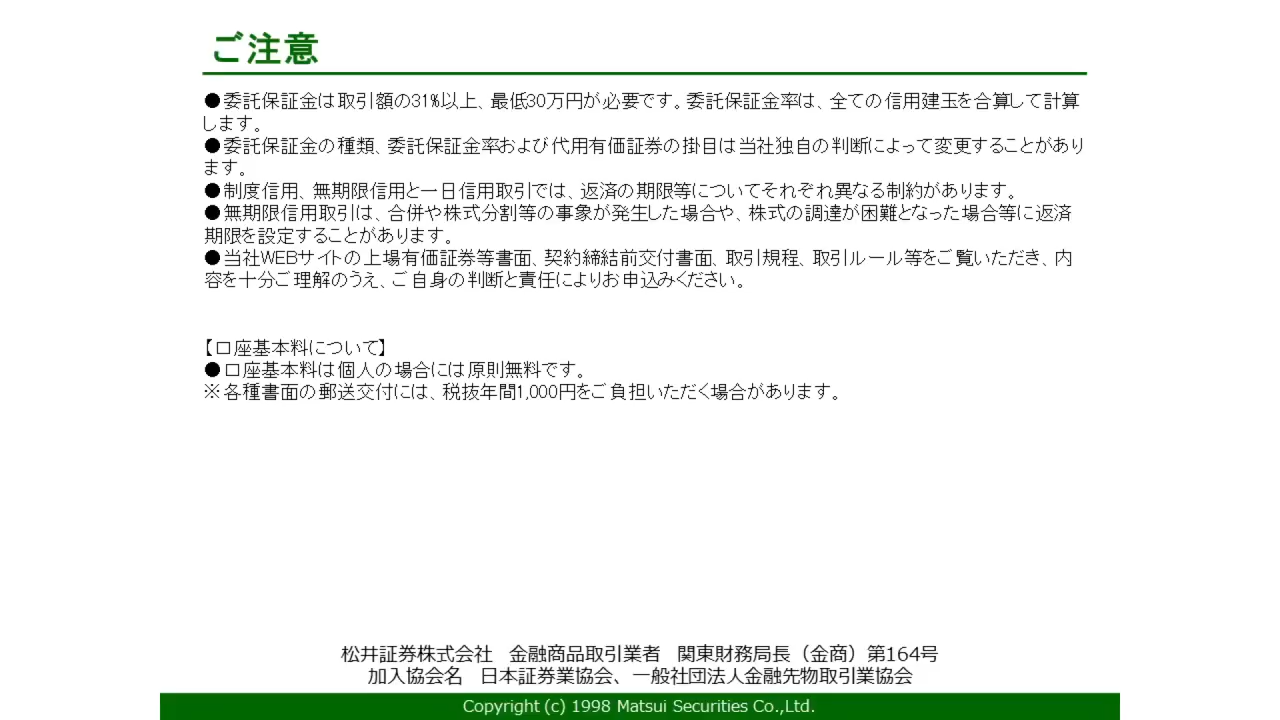 ご注意
●委託保証金は取引額の31%以上、最低30万円が必要です。委託保証金率は、全ての信用建玉を合算して計算
します。
●委託保証金の種類、委託保証金率および代用有価証券の掛目は当社独自の判断によって変更することがあり
ます。
●制度信用、無期限信用と一日信用取引では、返済の期限等についてそれぞれ異なる制約があります。
●無期限信用取引は、合併や株式分割等の事象が発生した場合や、株式の調達が困難となった場合等に返済
期限を設定することがあります。
●当社WEBサイトの上場有価証券等書面、契約締結前交付書面、取引規程、取引ルール等をご覧いただき、内
容を十分ご理解のうえ、ご自身の判断と責任によりお申込みください。
【口座基本料について】
●口座基本料は個人の場合には原則無料です。
※各種書面の郵送交付には、税抜年間1,000円をご負担いただく場合があります。
松井証券株式会社　金融商品取引業者　関東財務局長（金商）第164号
加入協会名　日本証券業協会、一般社団法人金融先物取引業協会
Copyright (c) 1998 Matsui Securities Co.,Ltd.